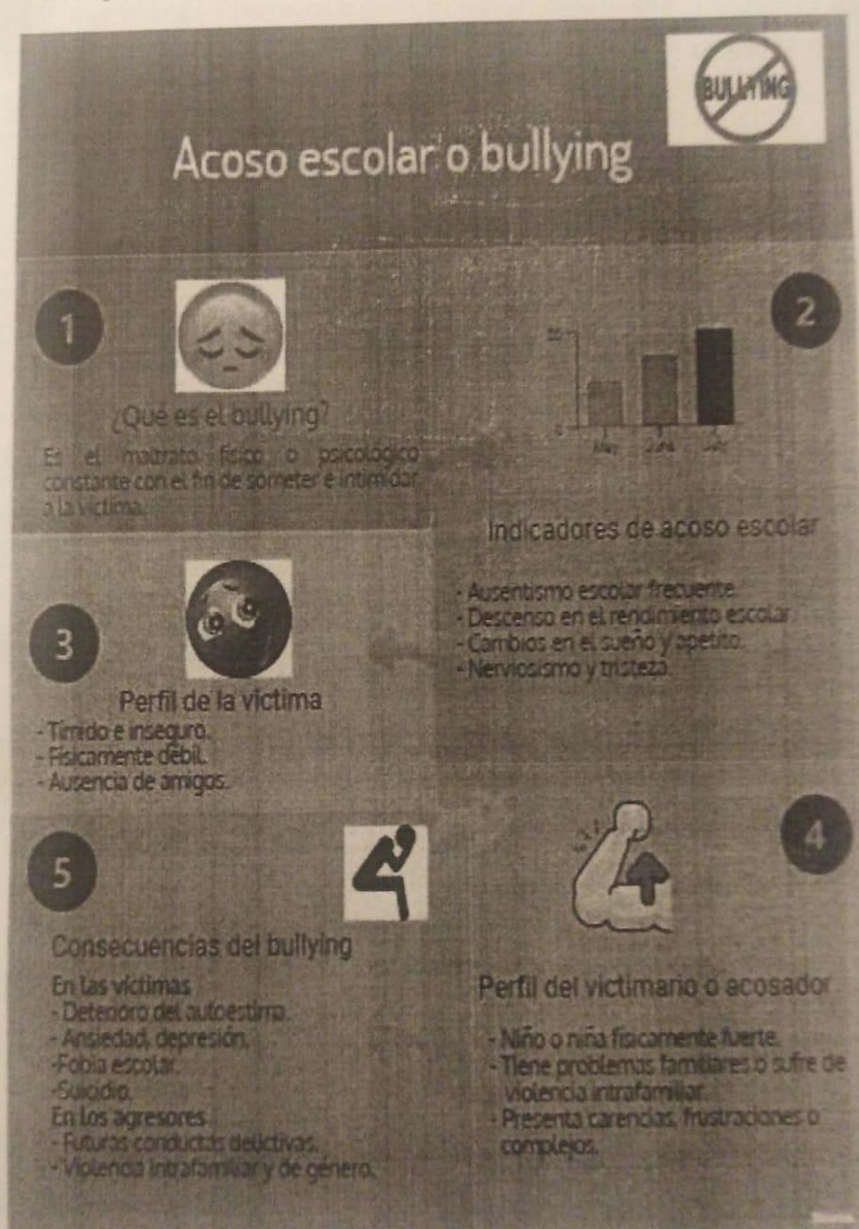 BULLYING
Acoso escolar o bullying
1
¿Qué es el bullying?
Es el maltrato físico o psicológico
constante con el fin de someter e intimidar
a la víctima.
2
20
0
May June July
Indicadores de acoso escolar
- Ausentismo escolar frecuente.
- Descenso en el rendimiento escolar
- Cambios en el sueño y apetito.
- Nerviosismo y tristeza.
3
Perfil de la víctima
- Tímido e inseguro.
- Físicamente débil.
- Ausencia de amigos.
4
Perfil del victimario o acosador
- Niño o niña físicamente fuerte.
- Tiene problemas familiares o sufre de
violencia intrafamiliar.
- Presenta carencias, frustraciones o
complejos.
5
Consecuencias del bullying
En las víctimas
- Deterioro del autoestima.
- Ansiedad, depresión.
-Fobia escolar.
-Suicidio.
En los agresores
- Futuras conductas delictivas.
- Violencia intrafamiliar y de género.